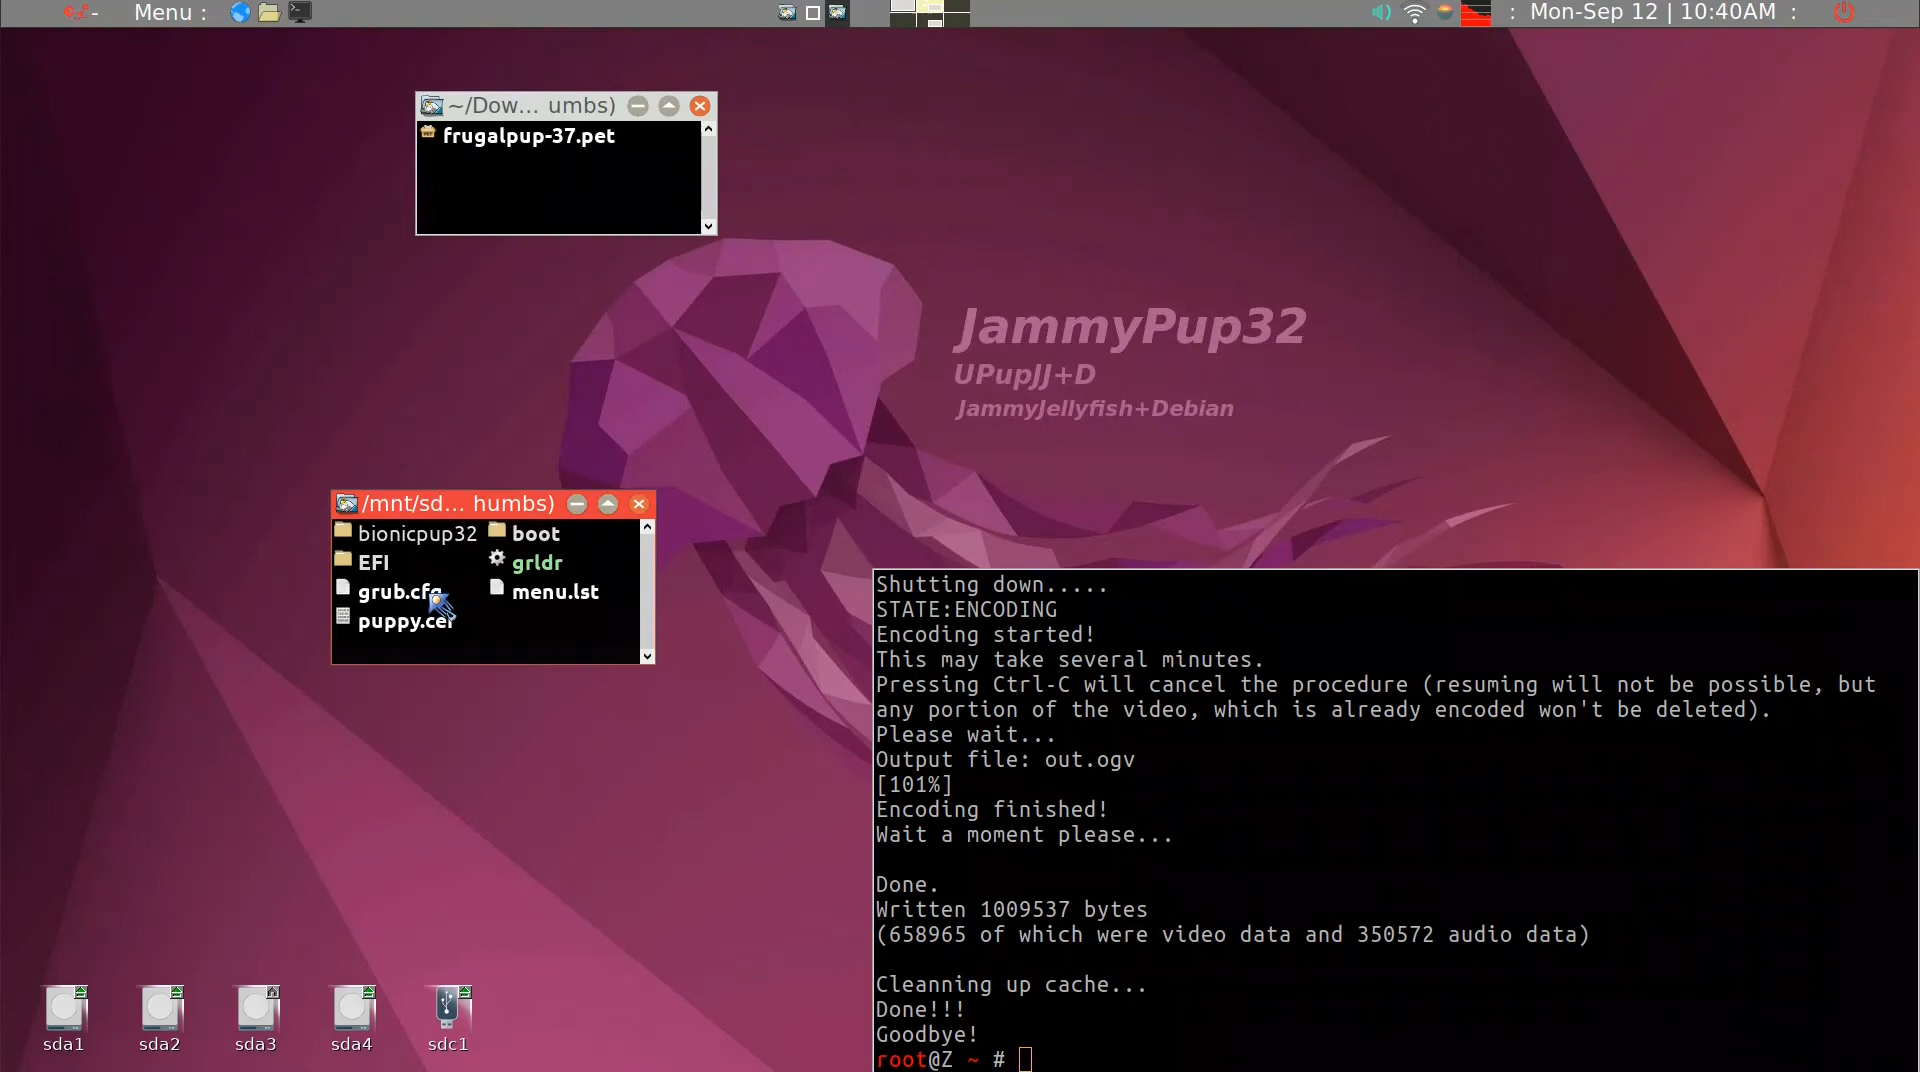 Menu :
: Mon-Sep 12 | 10:40AM :
~/Dow... umbs)
frugalpup-37.pet
JammyPup32
UPupJJ+D
JammyJellyfish+Debian
/mnt/sd... humbs)
bionicpup32 boot
EFI grldr
grub.cfg menu.lst
puppy.cer
Shutting down.....
STATE:ENCODING
Encoding started!
This may take several minutes.
Pressing Ctrl-C will cancel the procedure (resuming will not be possible, but
any portion of the video, which is already encoded won't be deleted).
Please wait...
Output file: out.ogv
[101%]
Encoding finished!
Wait a moment please...
Done.
Written 1009537 bytes
(658965 of which were video data and 350572 audio data)
Cleanning up cache...
Done!!!
Goodbye!
root@Z ~ #
sda1 sda2 sda3 sda4 sdc1